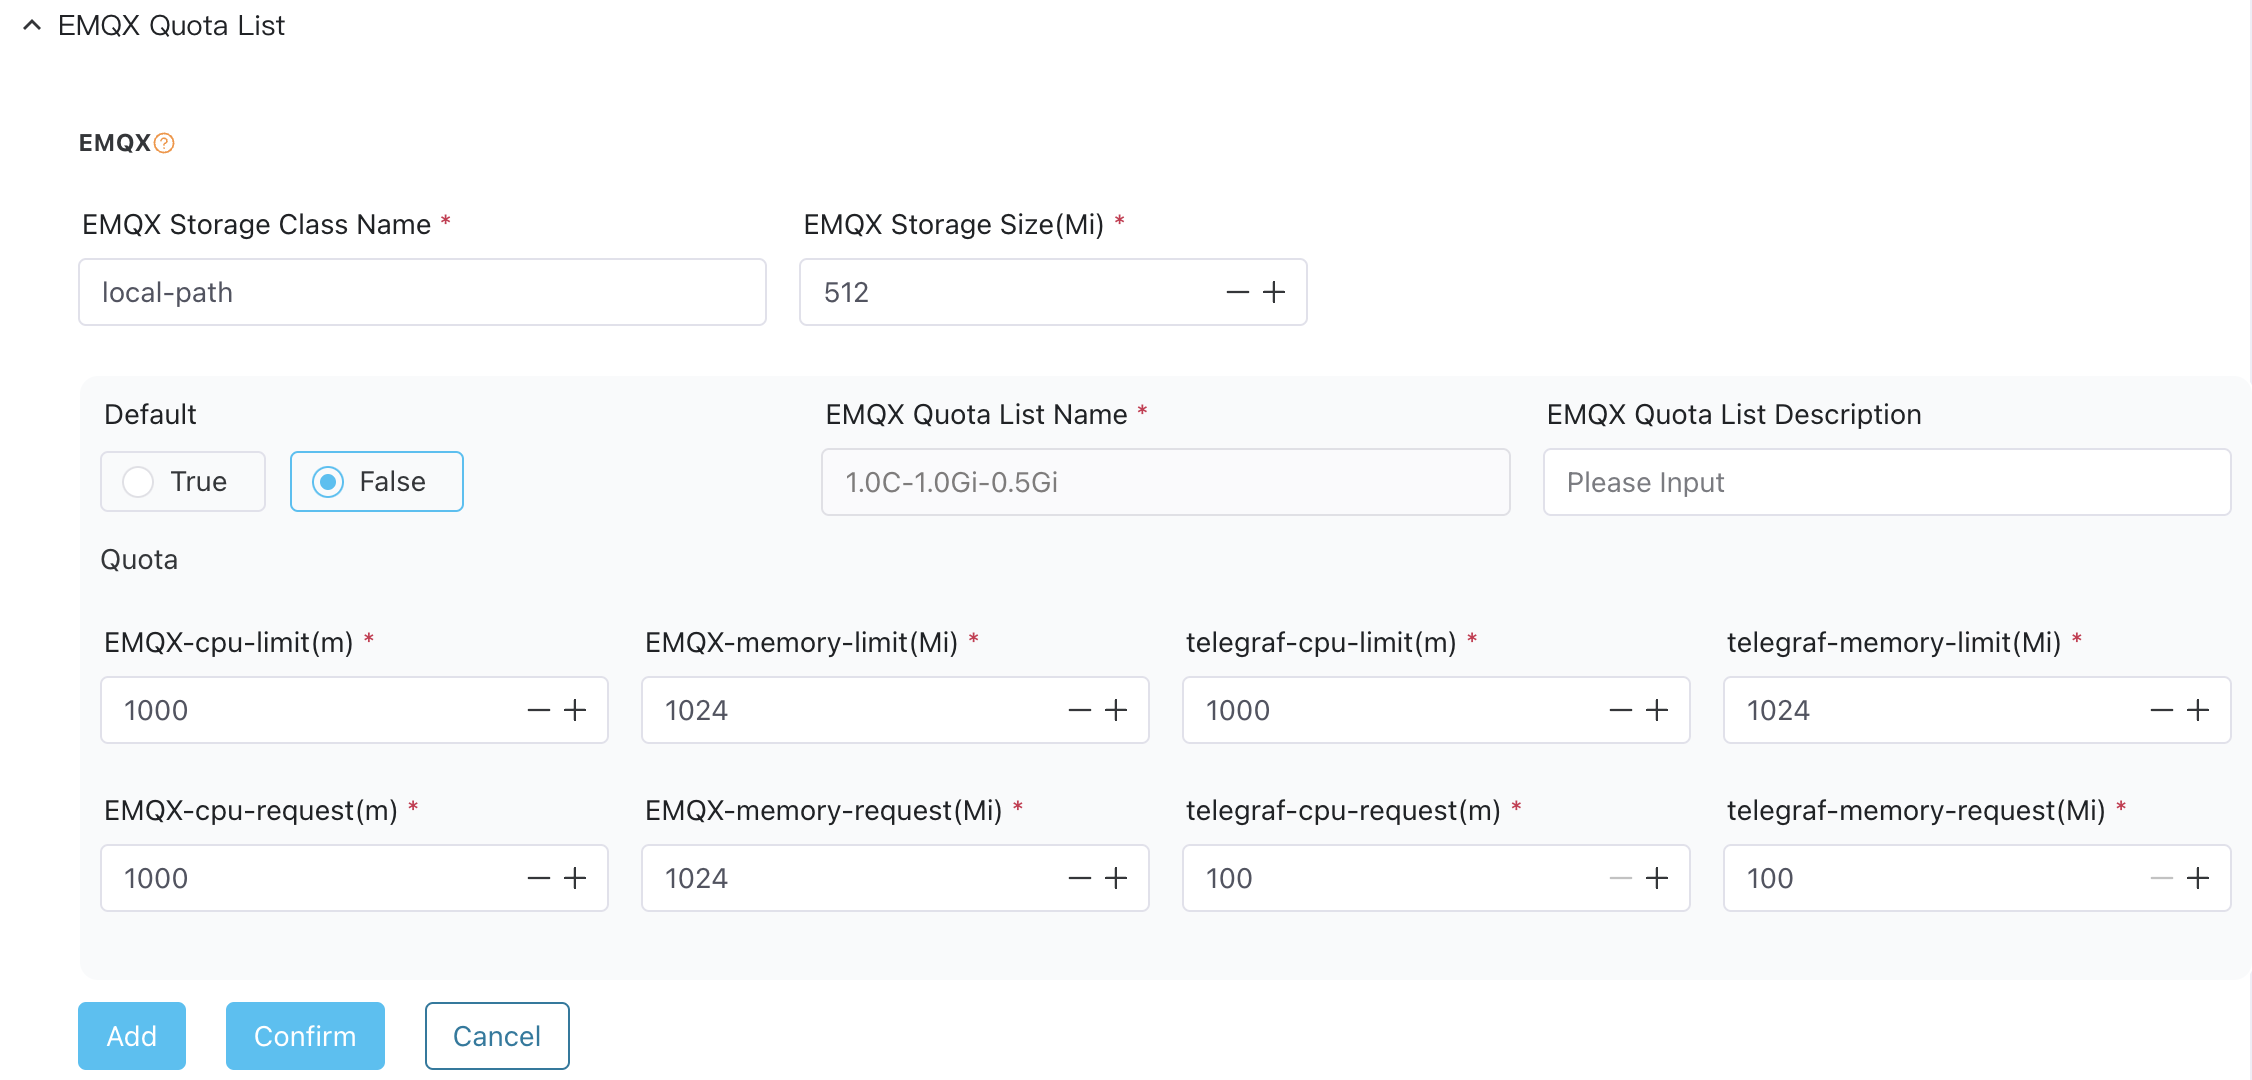 EMQX Quota List
EMQX
EMQX Storage Class Name * EMQX Storage Size(Mi) *
local-path 512
Default EMQX Quota List Name * EMQX Quota List Description
True False 1.0C-1.0Gi-0.5Gi Please Input
Quota
EMQX-cpu-limit(m) * EMQX-memory-limit(Mi) * telegraf-cpu-limit(m) * telegraf-memory-limit(Mi) *
1000 1024 1000 1024
EMQX-cpu-request(m) * EMQX-memory-request(Mi) * telegraf-cpu-request(m) * telegraf-memory-request(Mi) *
1000 1024 100 100
Add Confirm Cancel